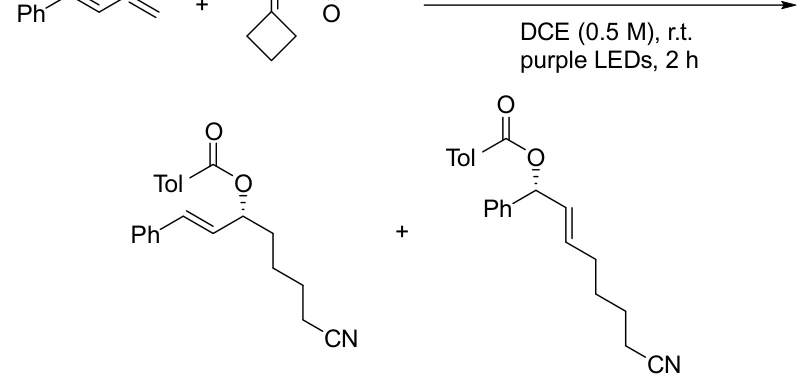 Ph + O
DCE (0.5 M), r.t.
purple LEDs, 2 h
O
Tol O
Ph
CN
+
O
Tol O
Ph
CN